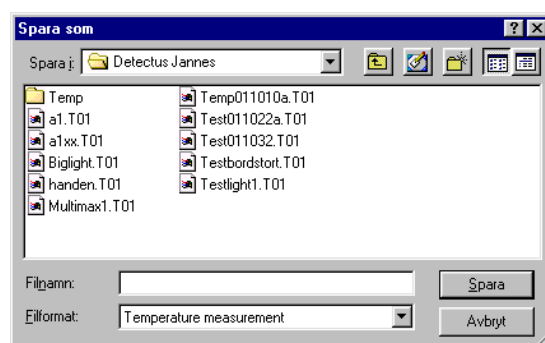 Spara som
Spara i: Detectus Jannes
Temp
a1.T01
a1xx.T01
Biglight.T01
handen.T01
Multimax1.T01
Temp011010a.T01
Test011022a.T01
Test011032.T01
Testbordstort.T01
Testlight1.T01
Filnamn:
Spara
Filformat: Temperature measurement
Avbryt